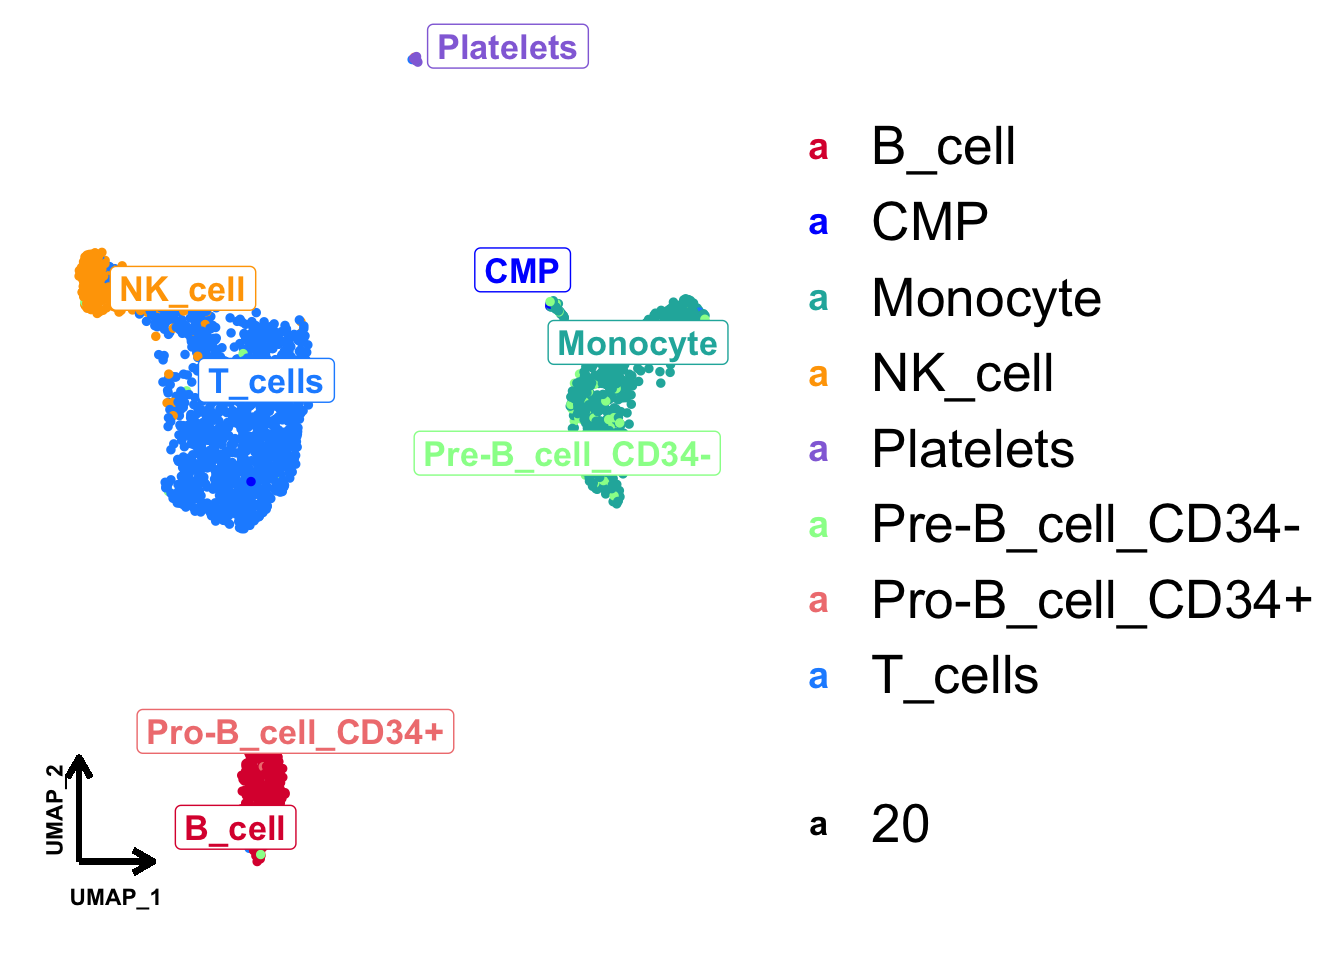 Platelets
NK_cell
CMP
Monocyte
T_cells
Pre-B_cell_CD34-
Pro-B_cell_CD34+
B_cell
UMAP_2
UMAP_1
a B_cell
a CMP
a Monocyte
a NK_cell
a Platelets
a Pre-B_cell_CD34-
a Pro-B_cell_CD34+
a T_cells
a 20